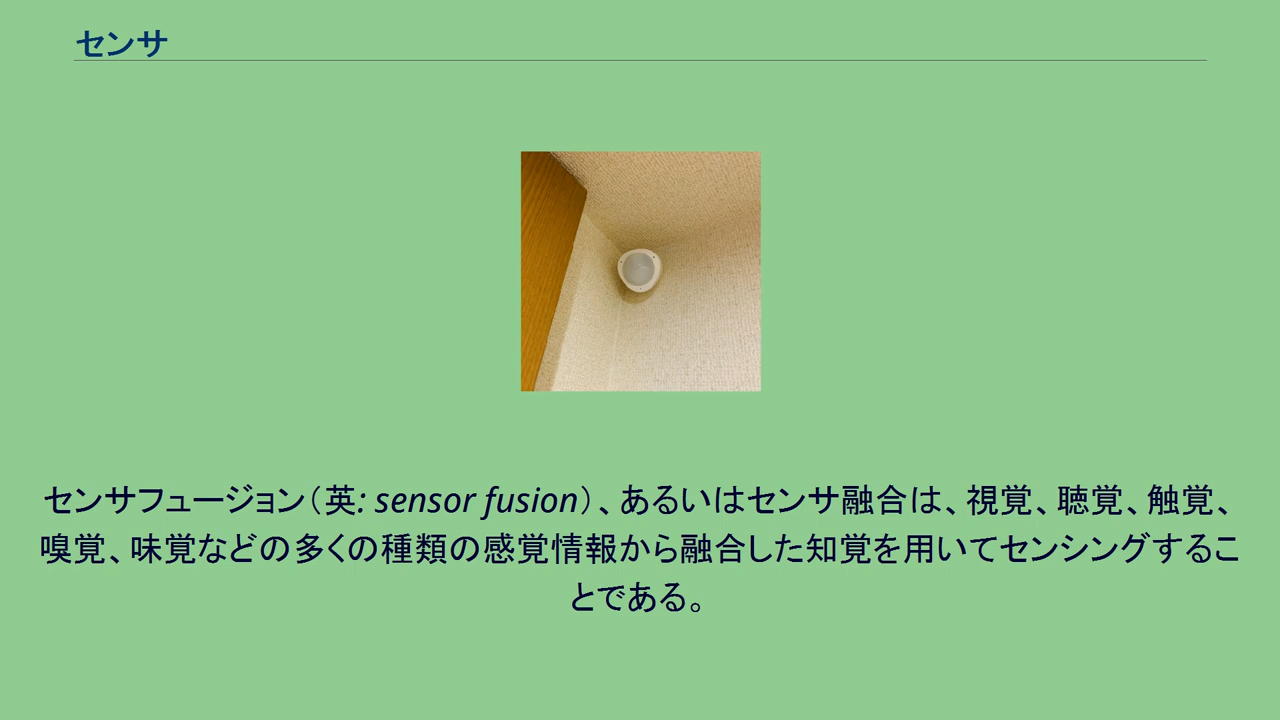 センサ
センサフュージョン（英: sensor fusion）、あるいはセンサ融合は、視覚、聴覚、触覚、
嗅覚、味覚などの多くの種類の感覚情報から融合した知覚を用いてセンシングするこ
とである。